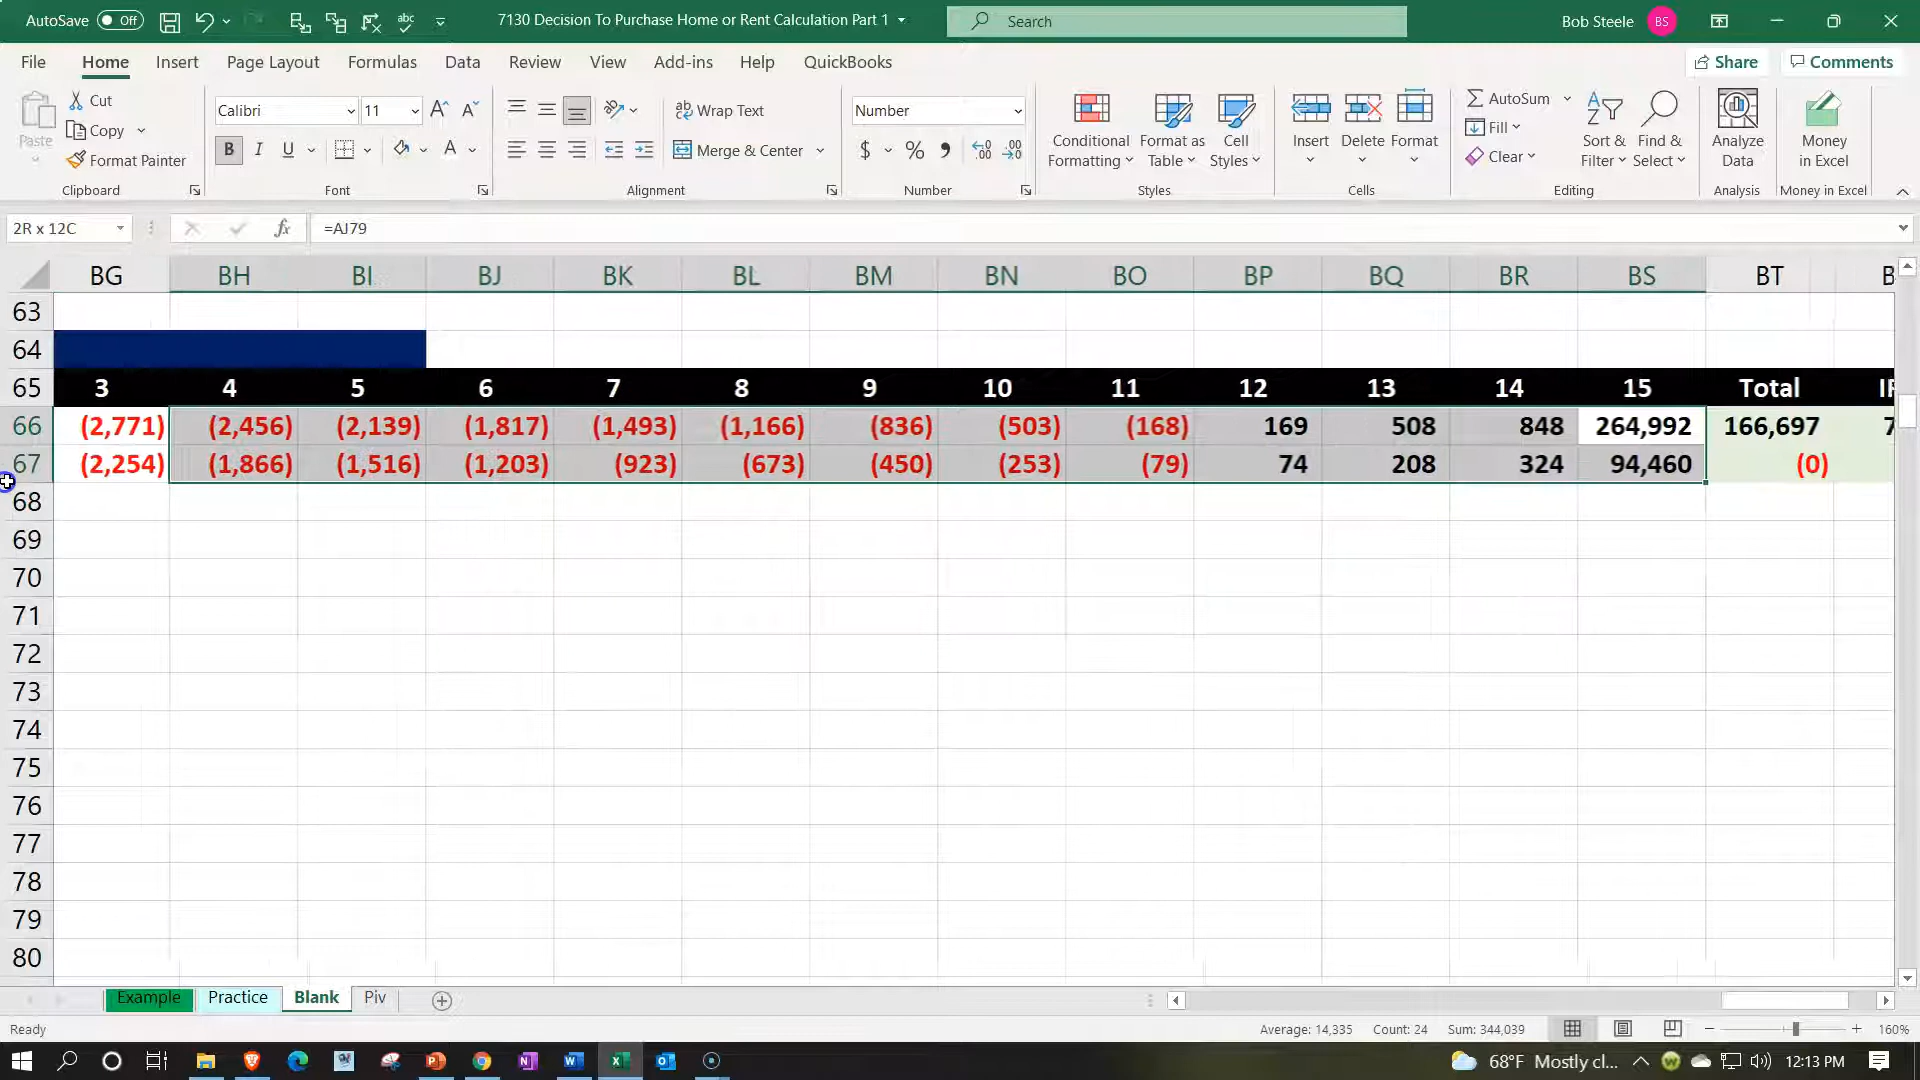 AutoSave Off abc 7130 Decision To Purchase Home or Rent Calculation Part 1 Search Bob Steele BS
File Home Insert Page Layout Formulas Data Review View Add-ins Help QuickBooks Share Comments
Paste Cut Copy Format Painter
Calibri 11 Wrap Text Merge & Center
Number
Conditional Formatting Format as Table Cell Styles
Insert Delete Format
AutoSum Fill Clear Sort & Filter Find & Select
Analyze Data Money in Excel
Clipboard Font Alignment Number Styles Cells Editing Analysis Money in Excel
2R x 12C fx =AJ79
BG BH BI BJ BK BL BM BN BO BP BQ BR BS BT
63
64
65 3 4 5 6 7 8 9 10 11 12 13 14 15 Total
66 (2,771) (2,456) (2,139) (1,817) (1,493) (1,166) (836) (503) (168) 169 508 848 264,992 166,697
67 (2,254) (1,866) (1,516) (1,203) (923) (673) (450) (253) (79) 74 208 324 94,460 (0)
68
69
70
71
72
73
74
75
76
77
78
79
80
Example Practice Blank Piv
Ready Average: 14,335 Count: 24 Sum: 344,039 160%
68°F Mostly cl... 12:13 PM